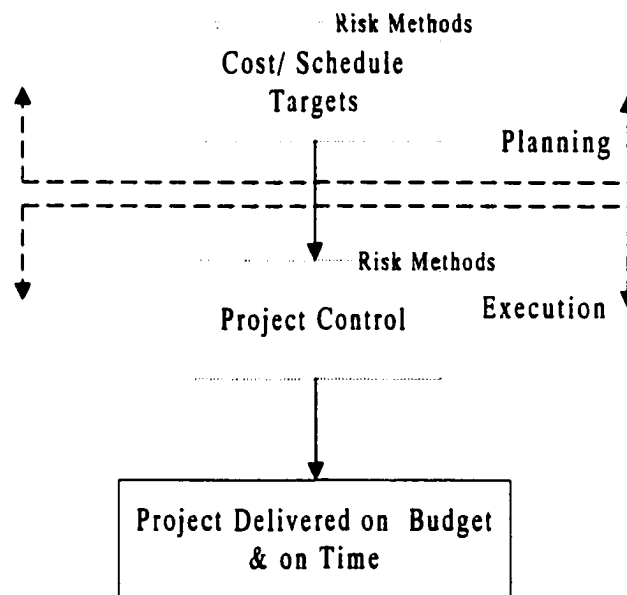 Risk Methods
Cost/ Schedule
Targets
Planning
Risk Methods
Project Control
Execution
Project Delivered on Budget
& on Time